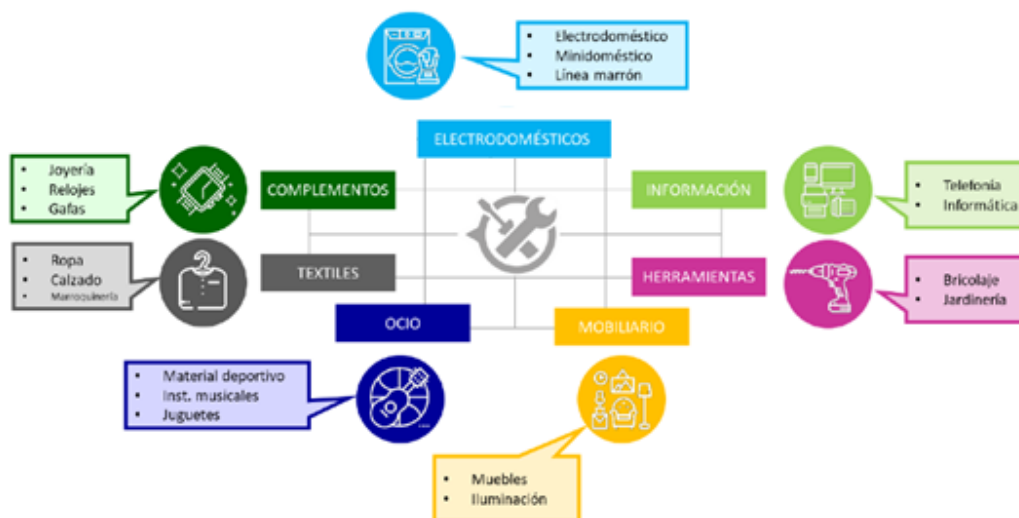 Electrodoméstico
Minidoméstico
Línea marrón
ELECTRODOMÉSTICOS
Joyería
Relojes
Gafas
COMPLEMENTOS
INFORMACIÓN
Telefonía
Informática
Ropa
Calzado
Marroquinería
TEXTILES
HERRAMIENTAS
Bricolaje
Jardinería
OCIO
MOBILIARIO
Material deportivo
Inst. musicales
Juguetes
Muebles
Iluminación